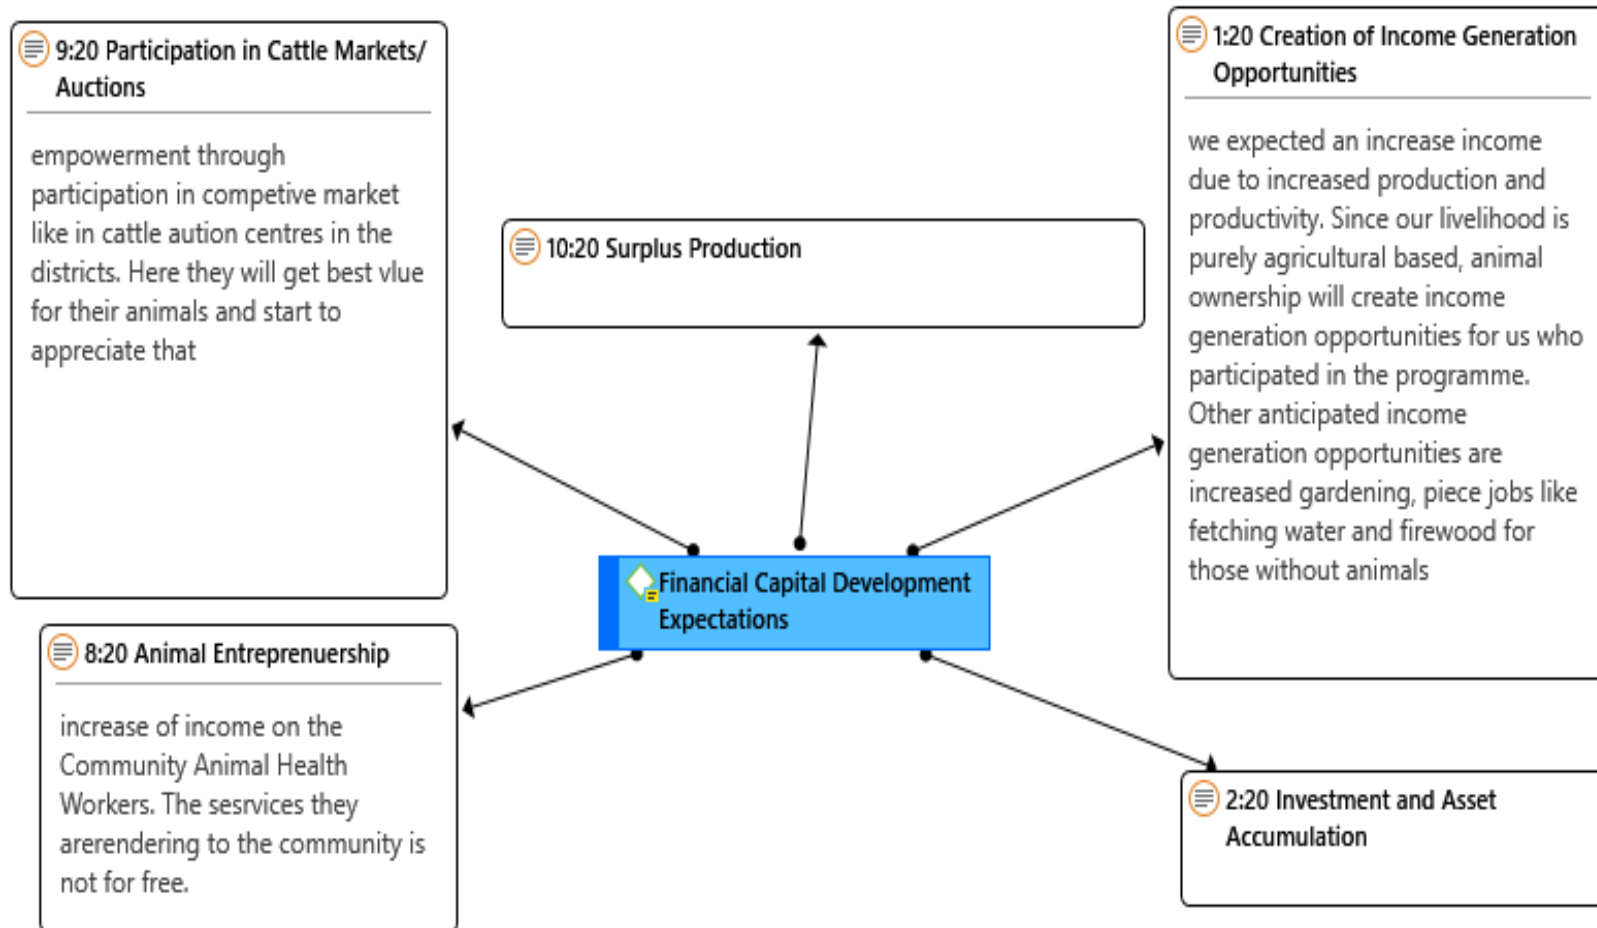 9:20 Participation in Cattle Markets/
Auctions
empowerment through
participation in competive market
like in cattle aution centres in the
districts. Here they will get best vlue
for their animals and start to
appreciate that
10:20 Surplus Production
1:20 Creation of Income Generation
Opportunities
we expected an increase income
due to increased production and
productivity. Since our livelihood is
purely agricultural based, animal
ownership will create income
generation opportunities for us who
participated in the programme.
Other anticipated income
generation opportunities are
increased gardening, piece jobs like
fetching water and firewood for
those without animals
Financial Capital Development
Expectations
8:20 Animal Entreprenuership
increase of income on the
Community Animal Health
Workers. The sesrvices they
arerendering to the community is
not for free.
2:20 Investment and Asset
Accumulation